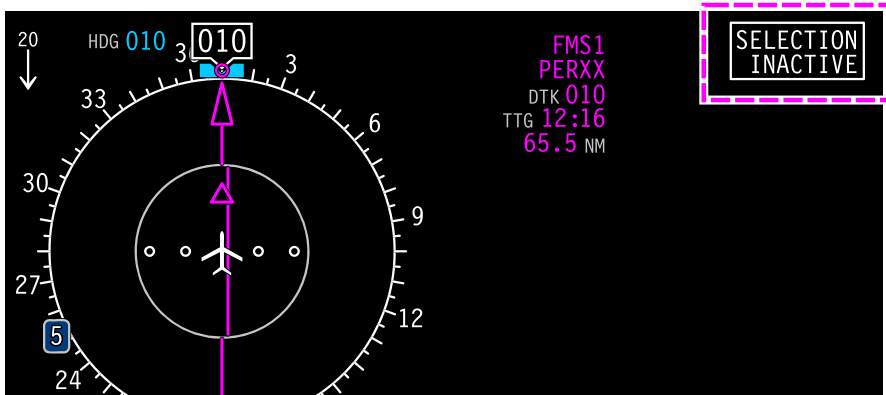 20
HDG 010
010
FMS1
PERXX
DTK 010
TTG 12:16
65.5 NM
SELECTION
INACTIVE
3
6
9
12
24
27
30
33
5